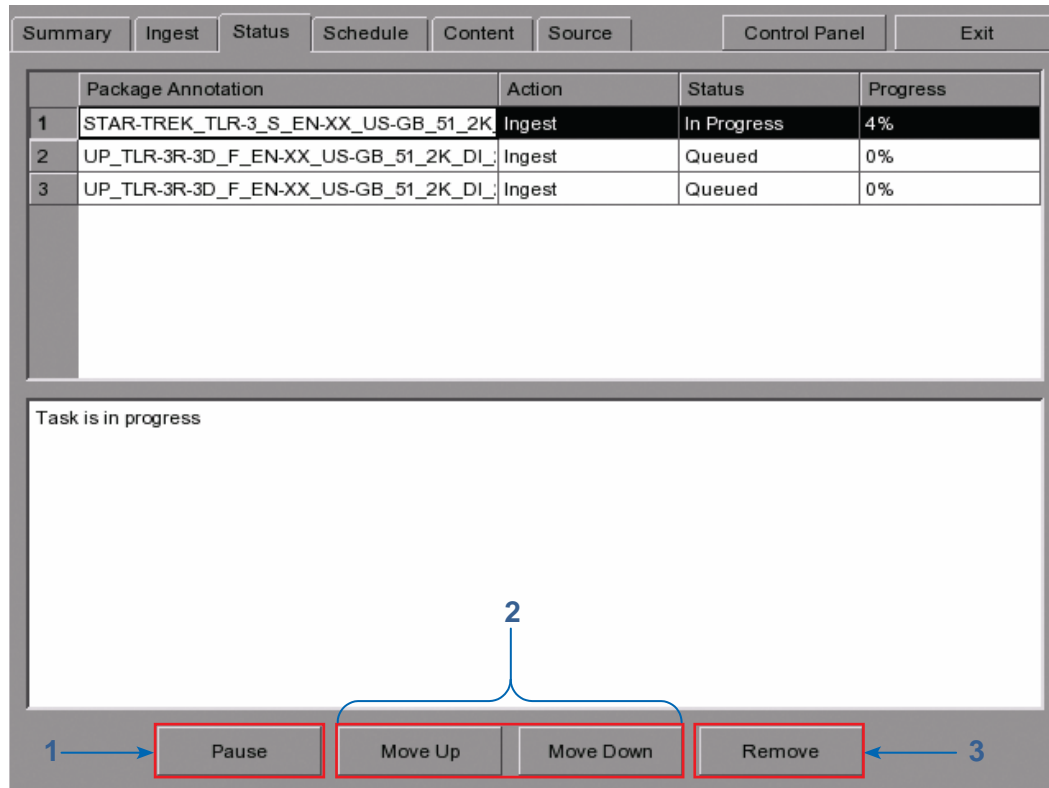 Summary Ingest Status Schedule Content Source Control Panel Exit
Package Annotation Action Status Progress
1 STAR-TREK_TLR-3_S_EN-XX_US-GB_51_2K_ Ingest In Progress 4%
2 UP_TLR-3R-3D_F_EN-XX_US-GB_51_2K_DI_ Ingest Queued 0%
3 UP_TLR-3R-3D_F_EN-XX_US-GB_51_2K_DI_ Ingest Queued 0%
Task is in progress
2
1 Pause Move Up Move Down Remove 3